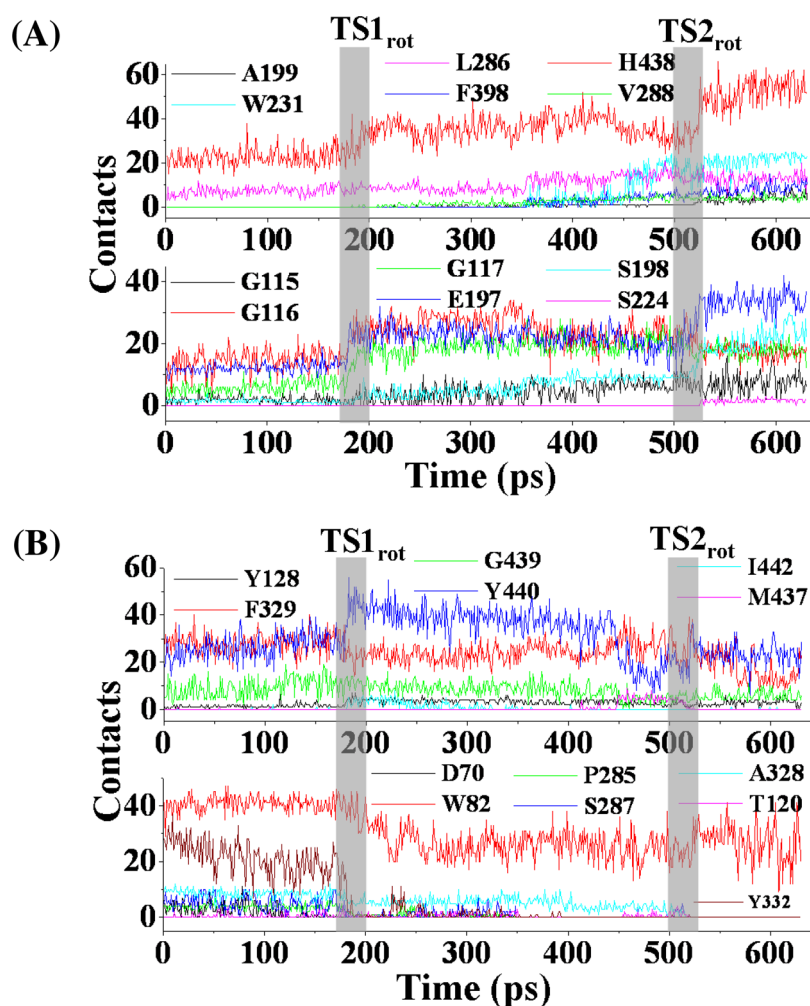 (A)
TS1rot
TS2rot
A199
W231
L286
F398
H438
V288
60
40
20
0
0 100 200 300 400 500 600
G115
G116
G117
E197
S198
S224
40
20
0
0 100 200 300 400 500 600
Contacts
Time (ps)
(B)
TS1rot
TS2rot
Y128
F329
G439
Y440
I442
M437
60
40
20
0
0 100 200 300 400 500 600
D70
W82
P285
S287
A328
T120
Y332
40
20
0
0 100 200 300 400 500 600
Contacts
Time (ps)